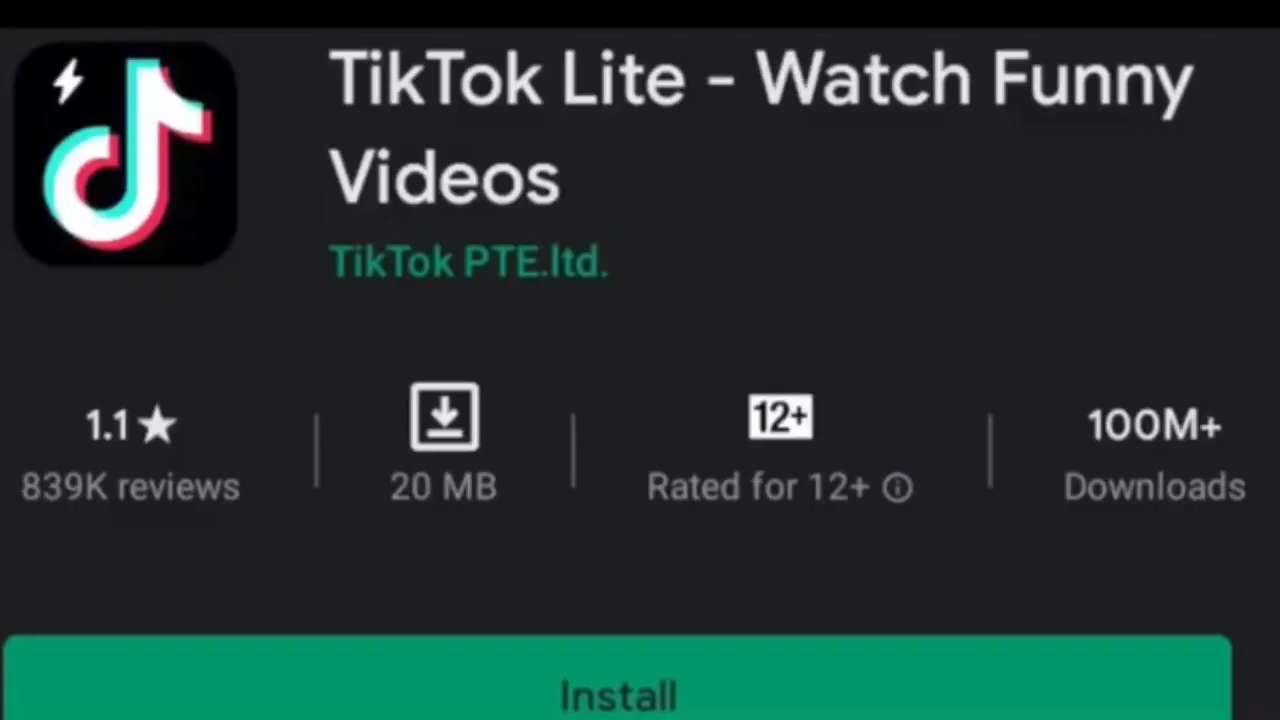 TikTok Lite - Watch Funny
Videos
TikTok PTE.ltd.
1.1★
839K reviews
20 MB
12+
Rated for 12+
100M+
Downloads
Install